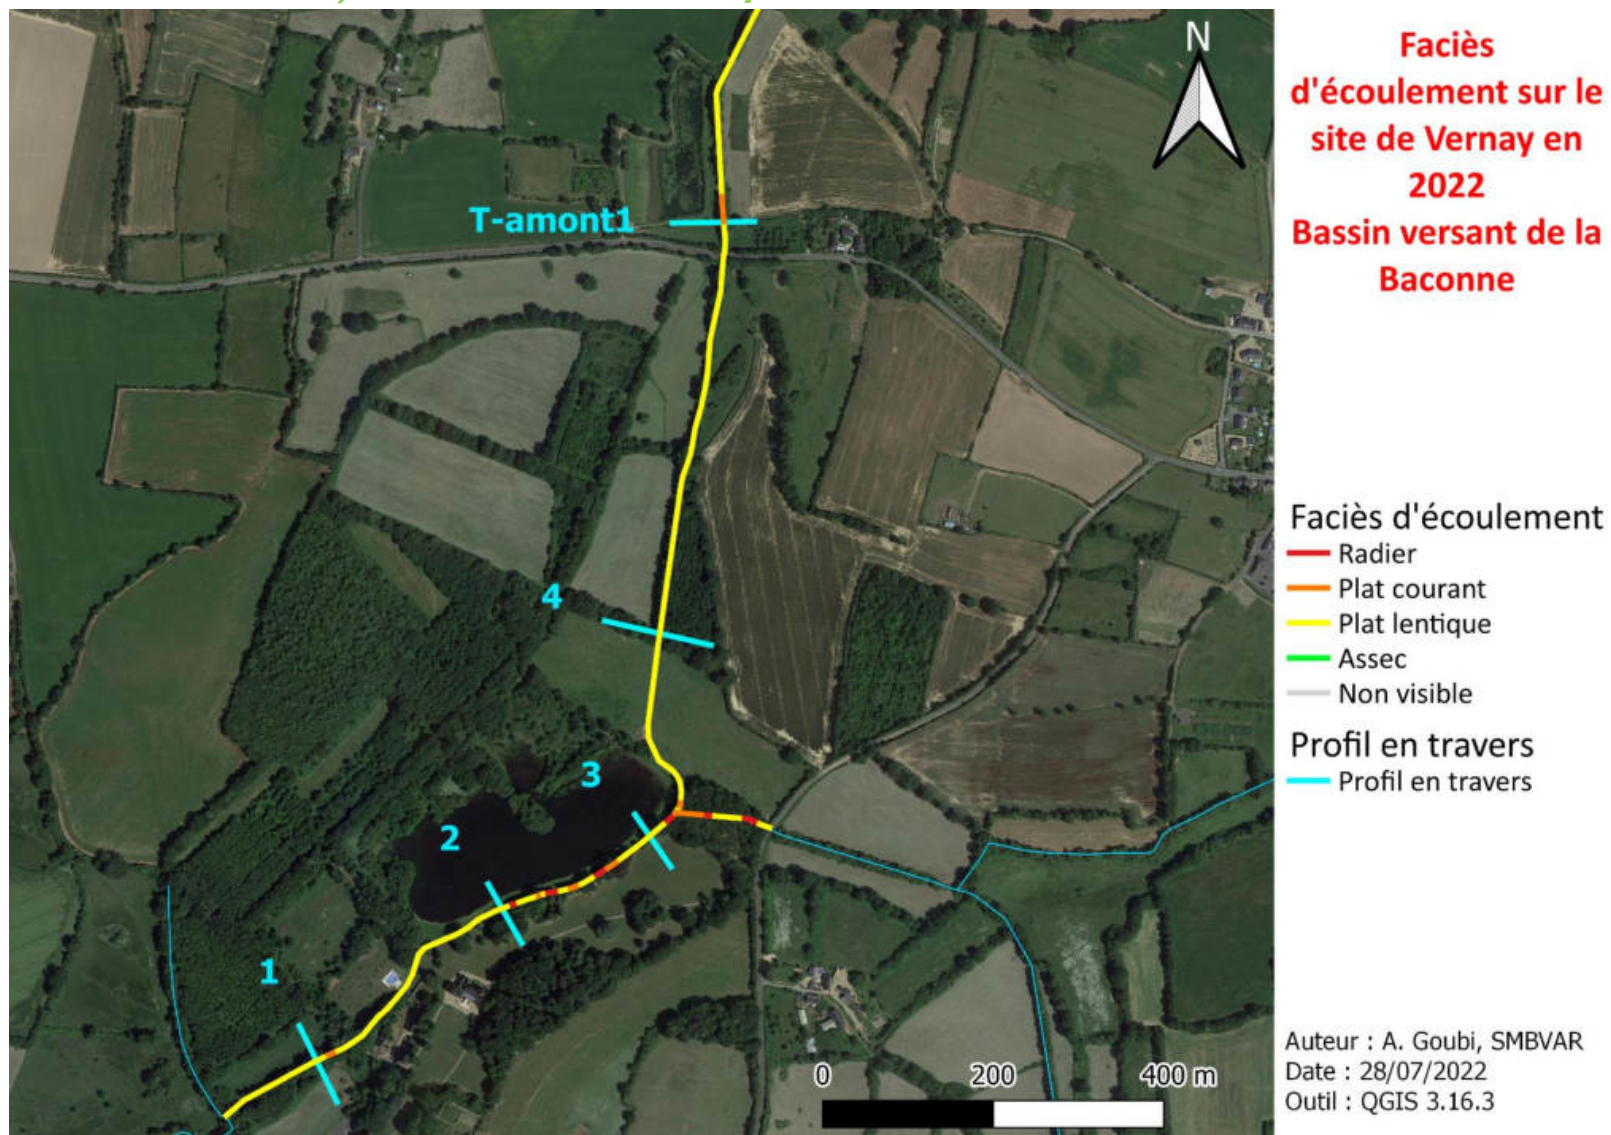 N
Faciès
d'écoulement sur le
site de Vernay en
2022
Bassin versant de la
Baconne
T-amont1
4
3
2
1
Faciès d'écoulement
Radier
Plat courant
Plat lentique
Assec
Non visible
Profil en travers
Profil en travers
0 200 400 m
Auteur : A. Goubi, SMBVAR
Date : 28/07/2022
Outil : QGIS 3.16.3